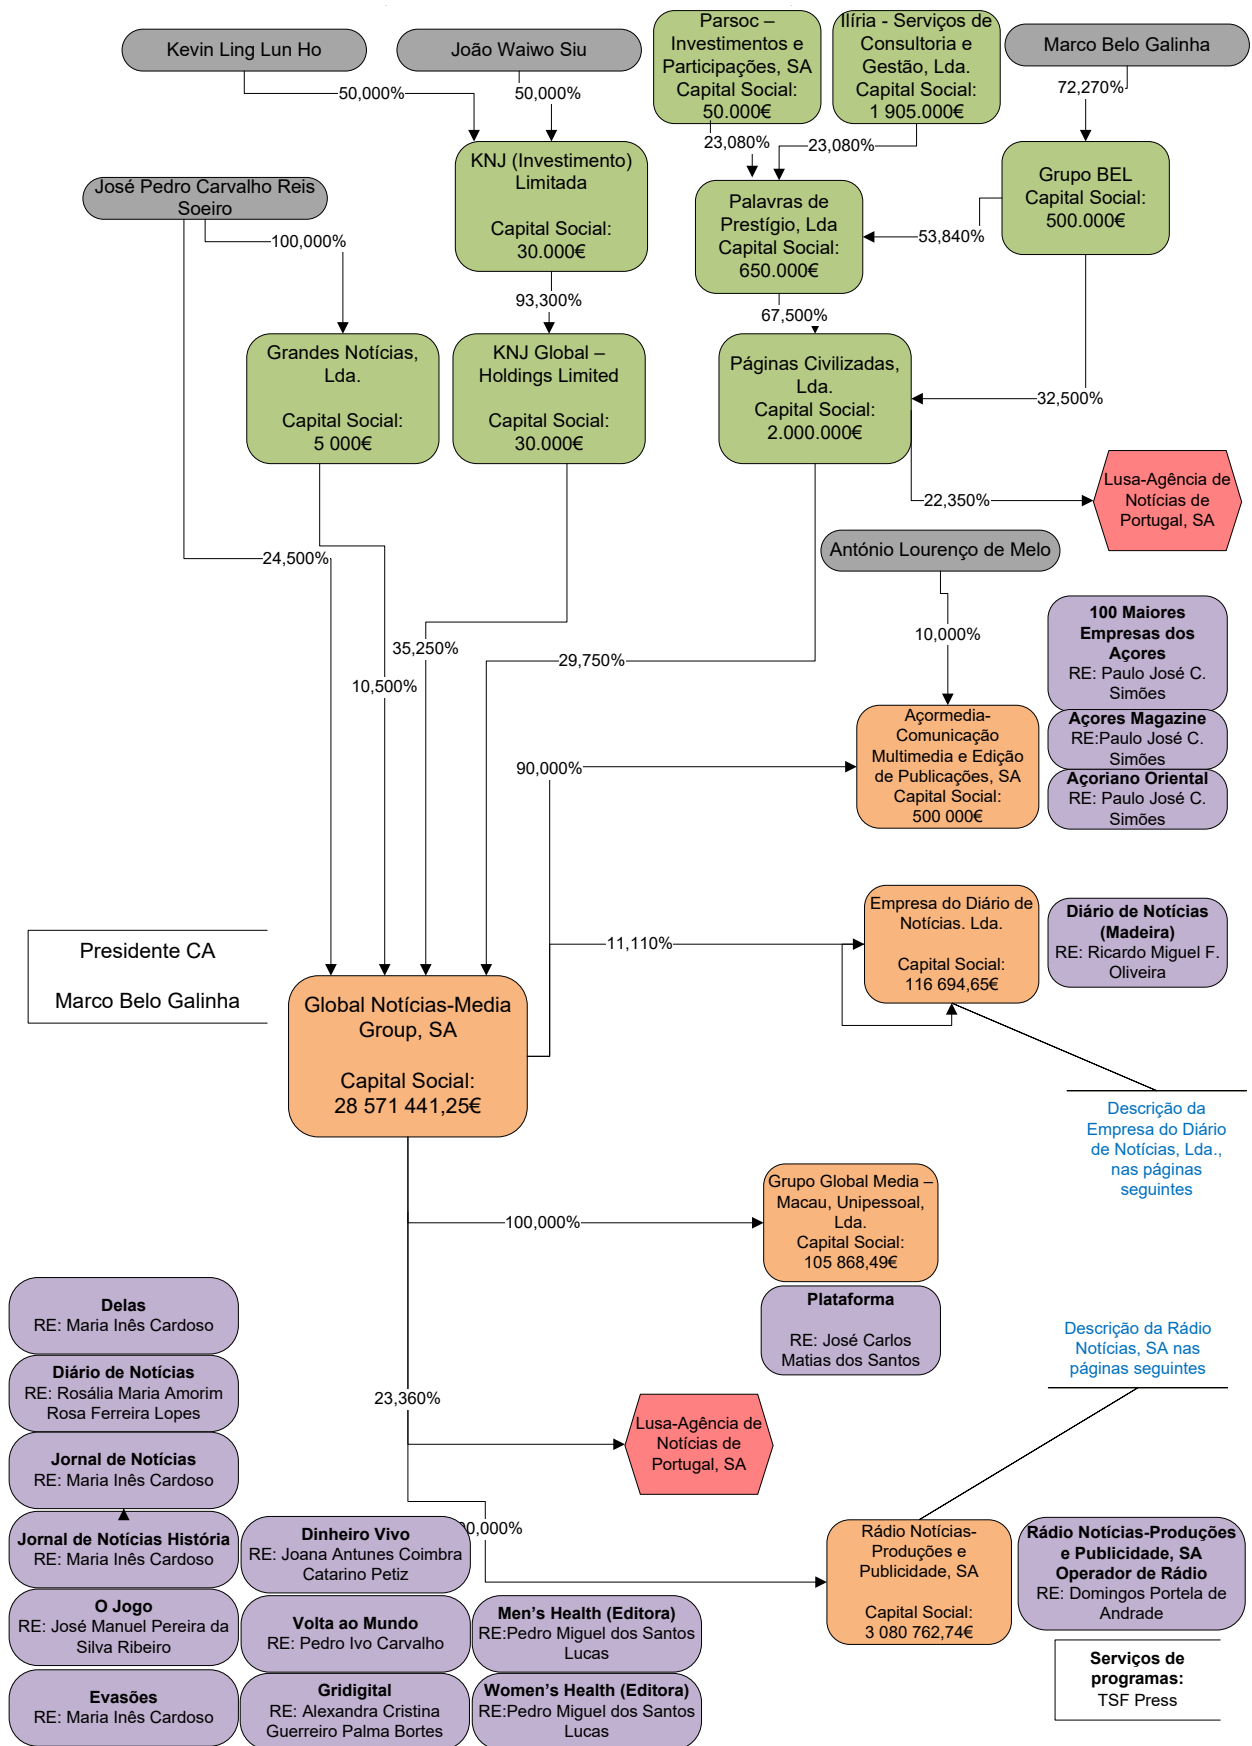 Kevin Ling Lun Ho
João Waiwo Siu
Parsoc –
Investimentos e
Participações, SA
Capital Social:
50.000€
Ilíria - Serviços de
Consultoria e
Gestão, Lda.
Capital Social:
1 905.000€
Marco Belo Galinha
50,000%
50,000%
23,080%
23,080%
72,270%
José Pedro Carvalho Reis
Soeiro
KNJ (Investimento)
Limitada
Capital Social:
30.000€
Palavras de
Prestígio, Lda
Capital Social:
650.000€
Grupo BEL
Capital Social:
500.000€
100,000%
53,840%
93,300%
67,500%
Grandes Notícias,
Lda.
Capital Social:
5 000€
KNJ Global –
Holdings Limited
Capital Social:
30.000€
Páginas Civilizadas,
Lda.
Capital Social:
2.000.000€
32,500%
22,350%
Lusa-Agência de
Notícias de
Portugal, SA
24,500%
António Lourenço de Melo
10,000%
35,250%
29,750%
10,500%
100 Maiores
Empresas dos
Açores
RE: Paulo José C.
Simões
Açormedia-
Comunicação
Multimedia e Edição
de Publicações, SA
Capital Social:
500 000€
Açores Magazine
RE:Paulo José C.
Simões
Açoriano Oriental
RE: Paulo José C.
Simões
90,000%
Presidente CA
Marco Belo Galinha
11,110%
Empresa do Diário de
Notícias. Lda.
Capital Social:
116 694,65€
Diário de Notícias
(Madeira)
RE: Ricardo Miguel F.
Oliveira
Global Notícias-Media
Group, SA
Capital Social:
28 571 441,25€
Descrição da
Empresa do Diário
de Notícias, Lda.,
nas páginas
seguintes
100,000%
Grupo Global Media –
Macau, Unipessoal,
Lda.
Capital Social:
105 868,49€
Plataforma
RE: José Carlos
Matias dos Santos
Descrição da Rádio
Notícias, SA nas
páginas seguintes
Delas
RE: Maria Inês Cardoso
Diário de Notícias
RE: Rosália Maria Amorim
Rosa Ferreira Lopes
23,360%
Lusa-Agência de
Notícias de
Portugal, SA
Jornal de Notícias
RE: Maria Inês Cardoso
Jornal de Notícias História
RE: Maria Inês Cardoso
Dinheiro Vivo
RE: Joana Antunes Coimbra
Catarino Petiz
0,000%
Rádio Notícias-
Produções e
Publicidade, SA
Capital Social:
3 080 762,74€
Rádio Notícias-Produções
e Publicidade, SA
Operador de Rádio
RE: Domingos Portela de
Andrade
O Jogo
RE: José Manuel Pereira da
Silva Ribeiro
Volta ao Mundo
RE: Pedro Ivo Carvalho
Men's Health (Editora)
RE:Pedro Miguel dos Santos
Lucas
Serviços de
programas:
TSF Press
Evasões
RE: Maria Inês Cardoso
Gridigital
RE: Alexandra Cristina
Guerreiro Palma Bortes
Women's Health (Editora)
RE:Pedro Miguel dos Santos
Lucas